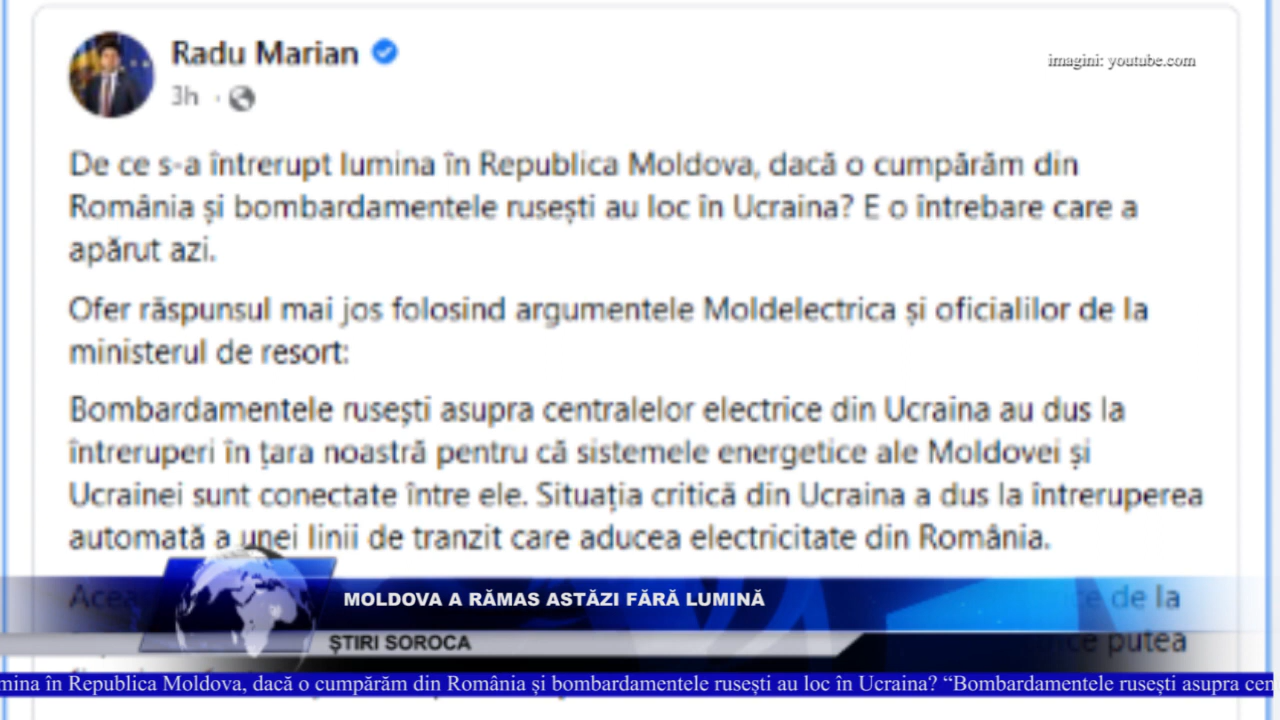 Radu Marian
imagini: youtube.com
3h ·
De ce s-a întrerupt lumina în Republica Moldova, dacă o cumpărăm din
România și bombardamentele rusești au loc în Ucraina? E o întrebare care a
apărut azi.
Ofer răspunsul mai jos folosind argumentele Moldelectrica și oficialilor de la
ministerul de resort:
Bombardamentele rusești asupra centralelor electrice din Ucraina au dus la
întreruperi în țara noastră pentru că sistemele energetice ale Moldovei și
Ucrainei sunt conectate între ele. Situația critică din Ucraina a dus la întreruperea
automată a unei linii de tranzit care aducea electricitate din România.
de la
MOLDOVA A RĂMAS ASTĂZI FĂRĂ LUMINĂ
putea
ȘTIRI SOROCA
mina în Republica Moldova, dacă o cumpărăm din România și bombardamentele rusești au loc în Ucraina? “Bombardamentele rusești asupra cen